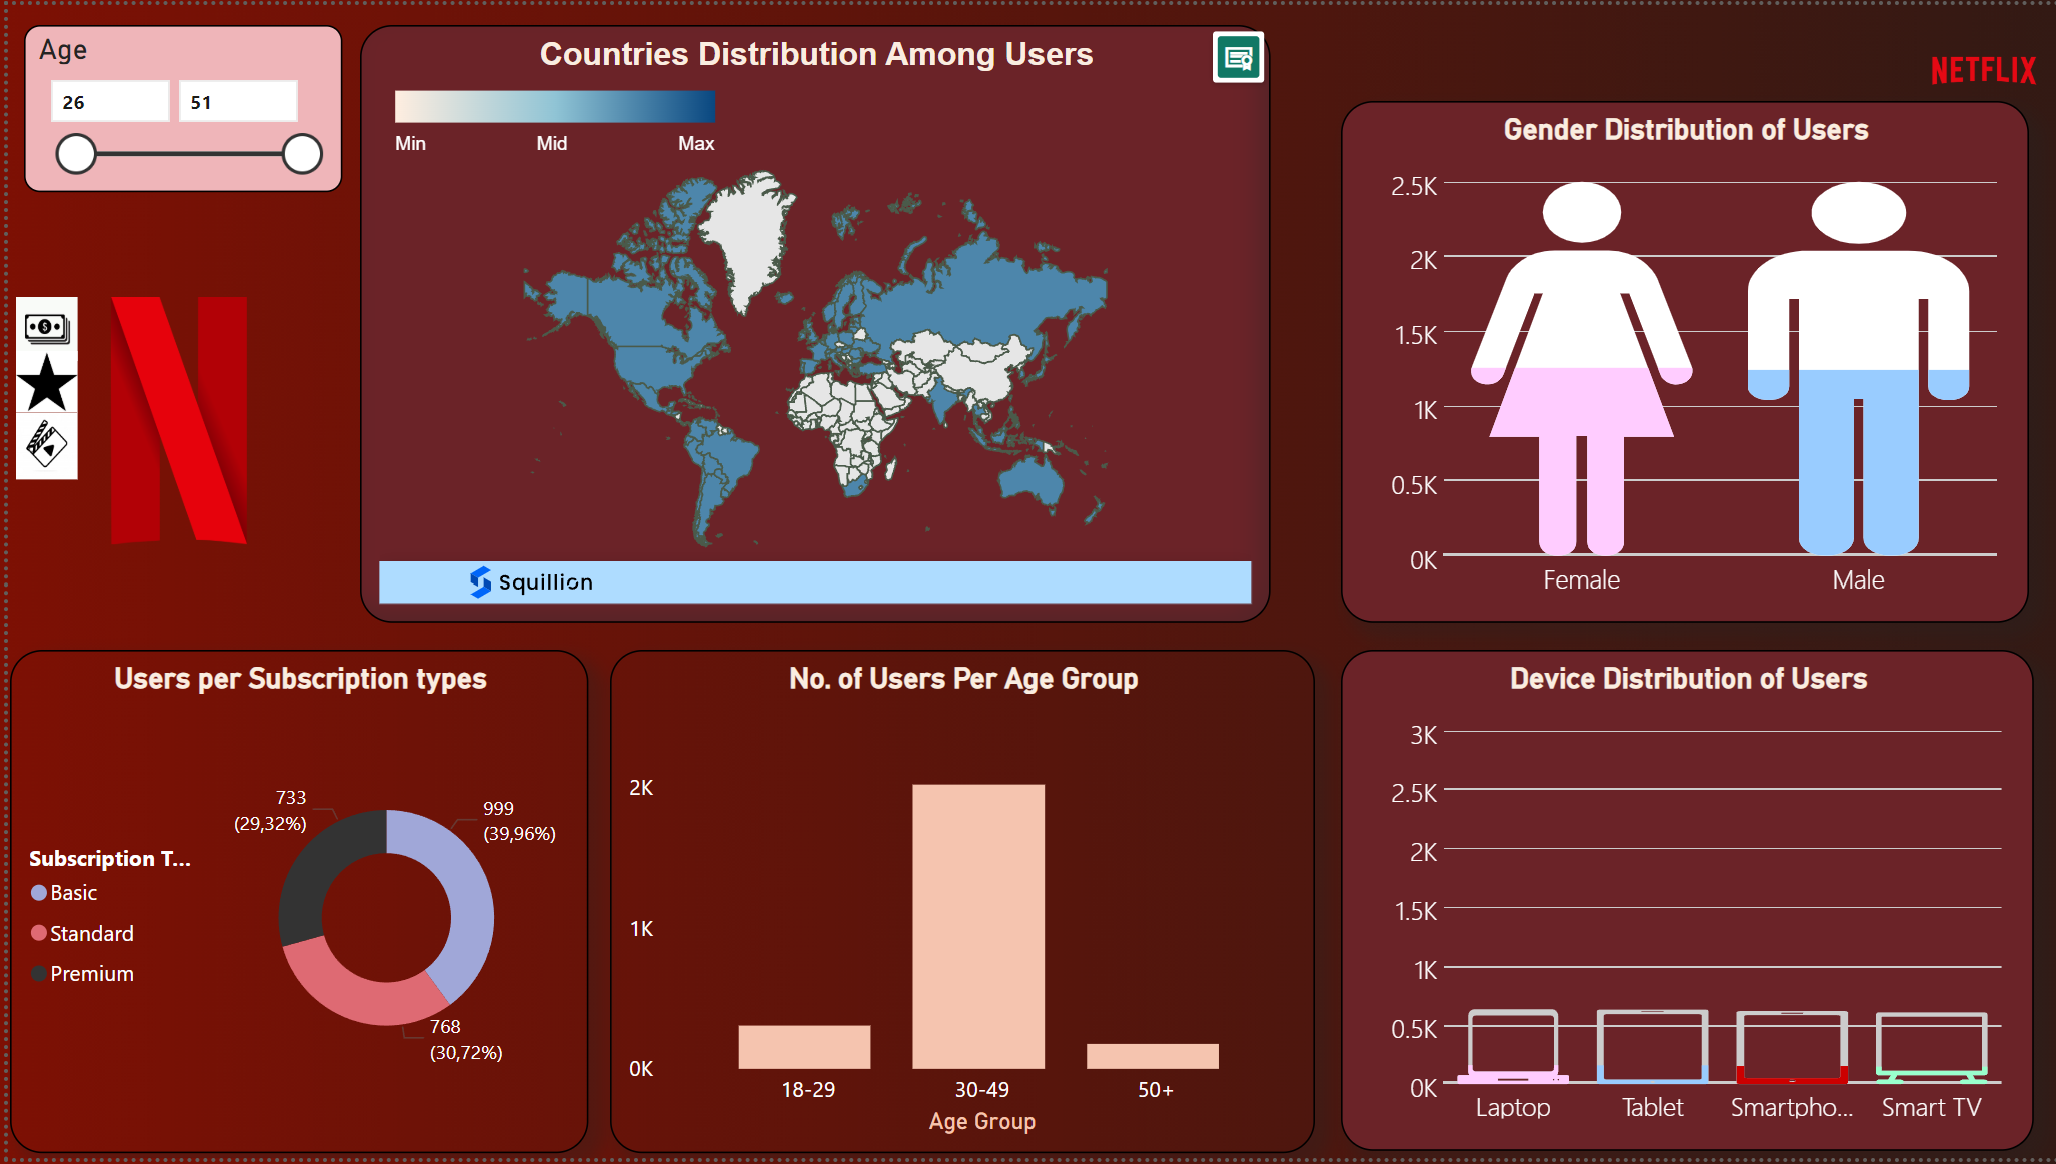 Age
26
51
Countries Distribution Among Users
Min
Mid
Max
Squillion
NETFLIX
Gender Distribution of Users
2.5K
2K
1.5K
1K
0.5K
0K
Female
Male
Users per Subscription types
733
(29,32%)
999
(39,96%)
Subscription T...
Basic
Standard
Premium
768
(30,72%)
No. of Users Per Age Group
2K
1K
0K
18-29
30-49
50+
Age Group
Device Distribution of Users
3K
2.5K
2K
1.5K
1K
0.5K
0K
Laptop
Tablet
Smartpho...
Smart TV